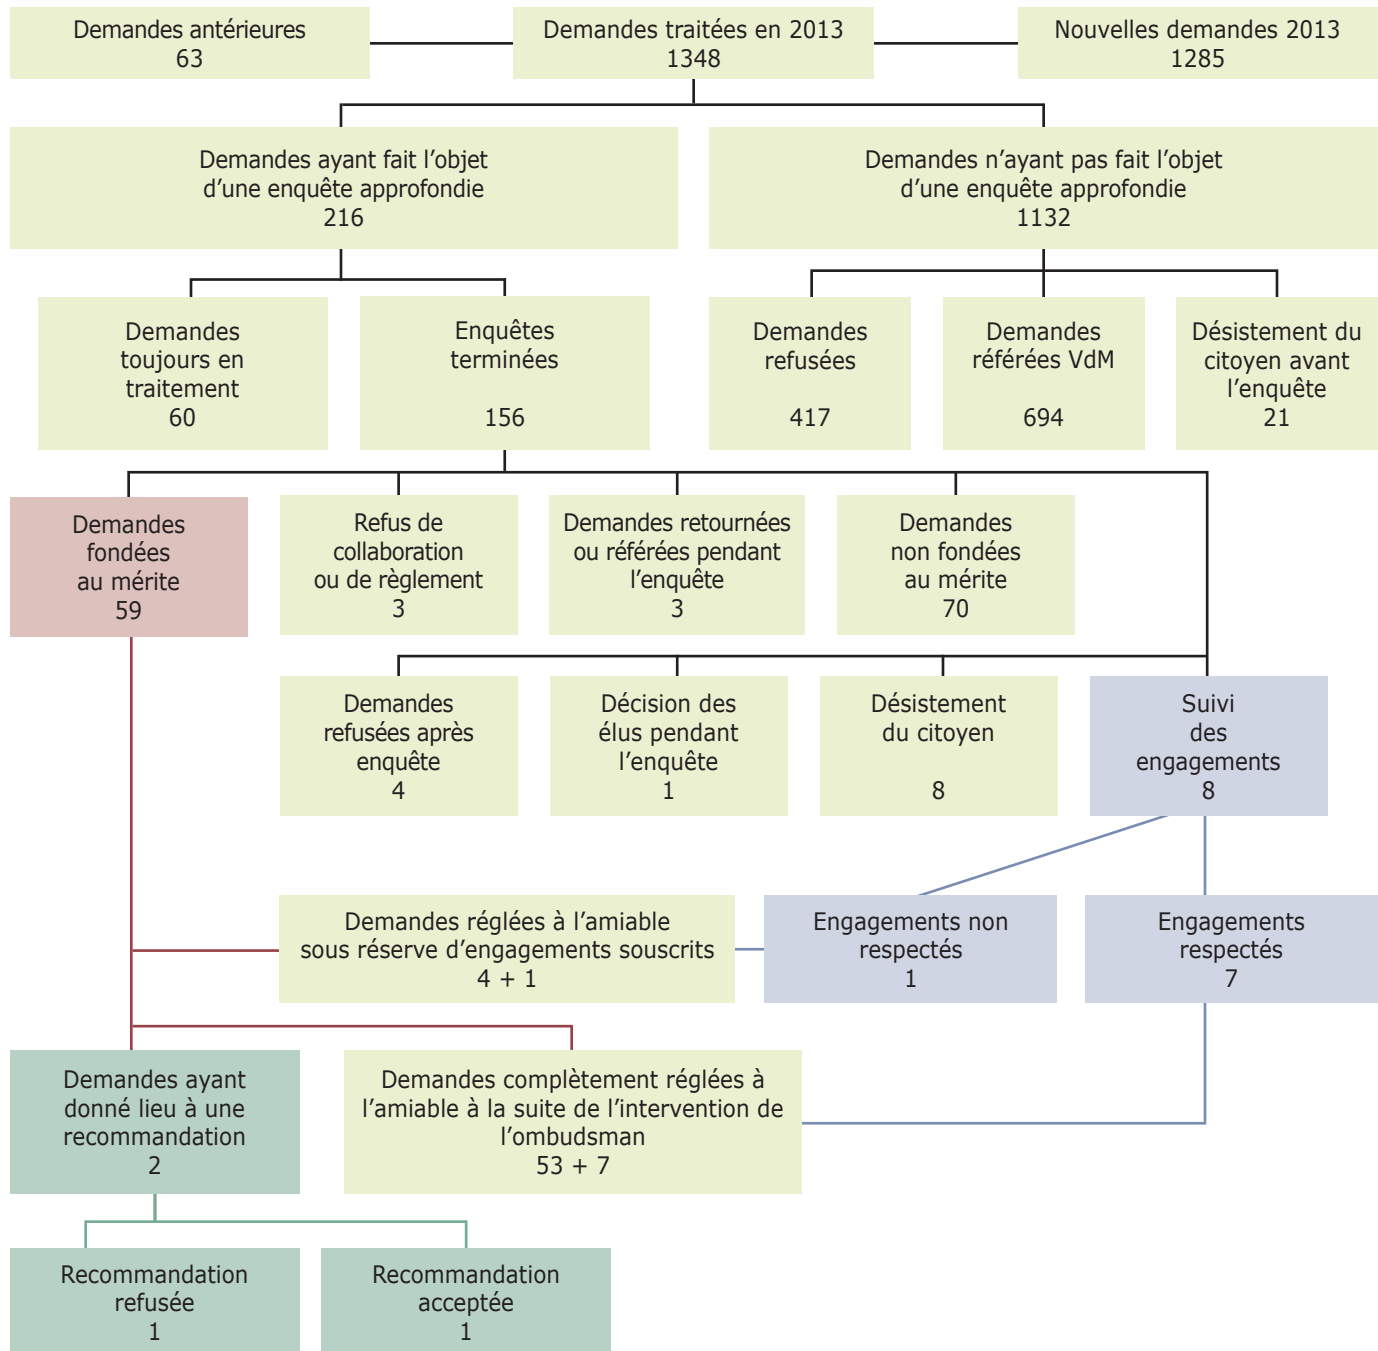 Demandes antérieures
63
Demandes traitées en 2013
1348
Nouvelles demandes 2013
1285
Demandes ayant fait l’objet
d’une enquête approfondie
216
Demandes n’ayant pas fait l’objet
d’une enquête approfondie
1132
Demandes
toujours en
traitement
60
Enquêtes
terminées
156
Demandes
refusées
417
Demandes
référées VdM
694
Désistement du
citoyen avant
l’enquête
21
Demandes
fondées
au mérite
59
Refus de
collaboration
ou de règlement
3
Demandes retournées
ou référées pendant
l’enquête
3
Demandes
non fondées
au mérite
70
Demandes
refusées après
enquête
4
Décision des
élus pendant
l’enquête
1
Désistement
du citoyen
8
Suivi
des
engagements
8
Demandes réglées à l’amiable
sous réserve d’engagements souscrits
4 + 1
Engagements non
respectés
1
Engagements
respectés
7
Demandes ayant
donné lieu à une
recommandation
2
Demandes complètement réglées à
l’amiable à la suite de l’intervention de
l’ombudsman
53 + 7
Recommandation
refusée
1
Recommandation
acceptée
1